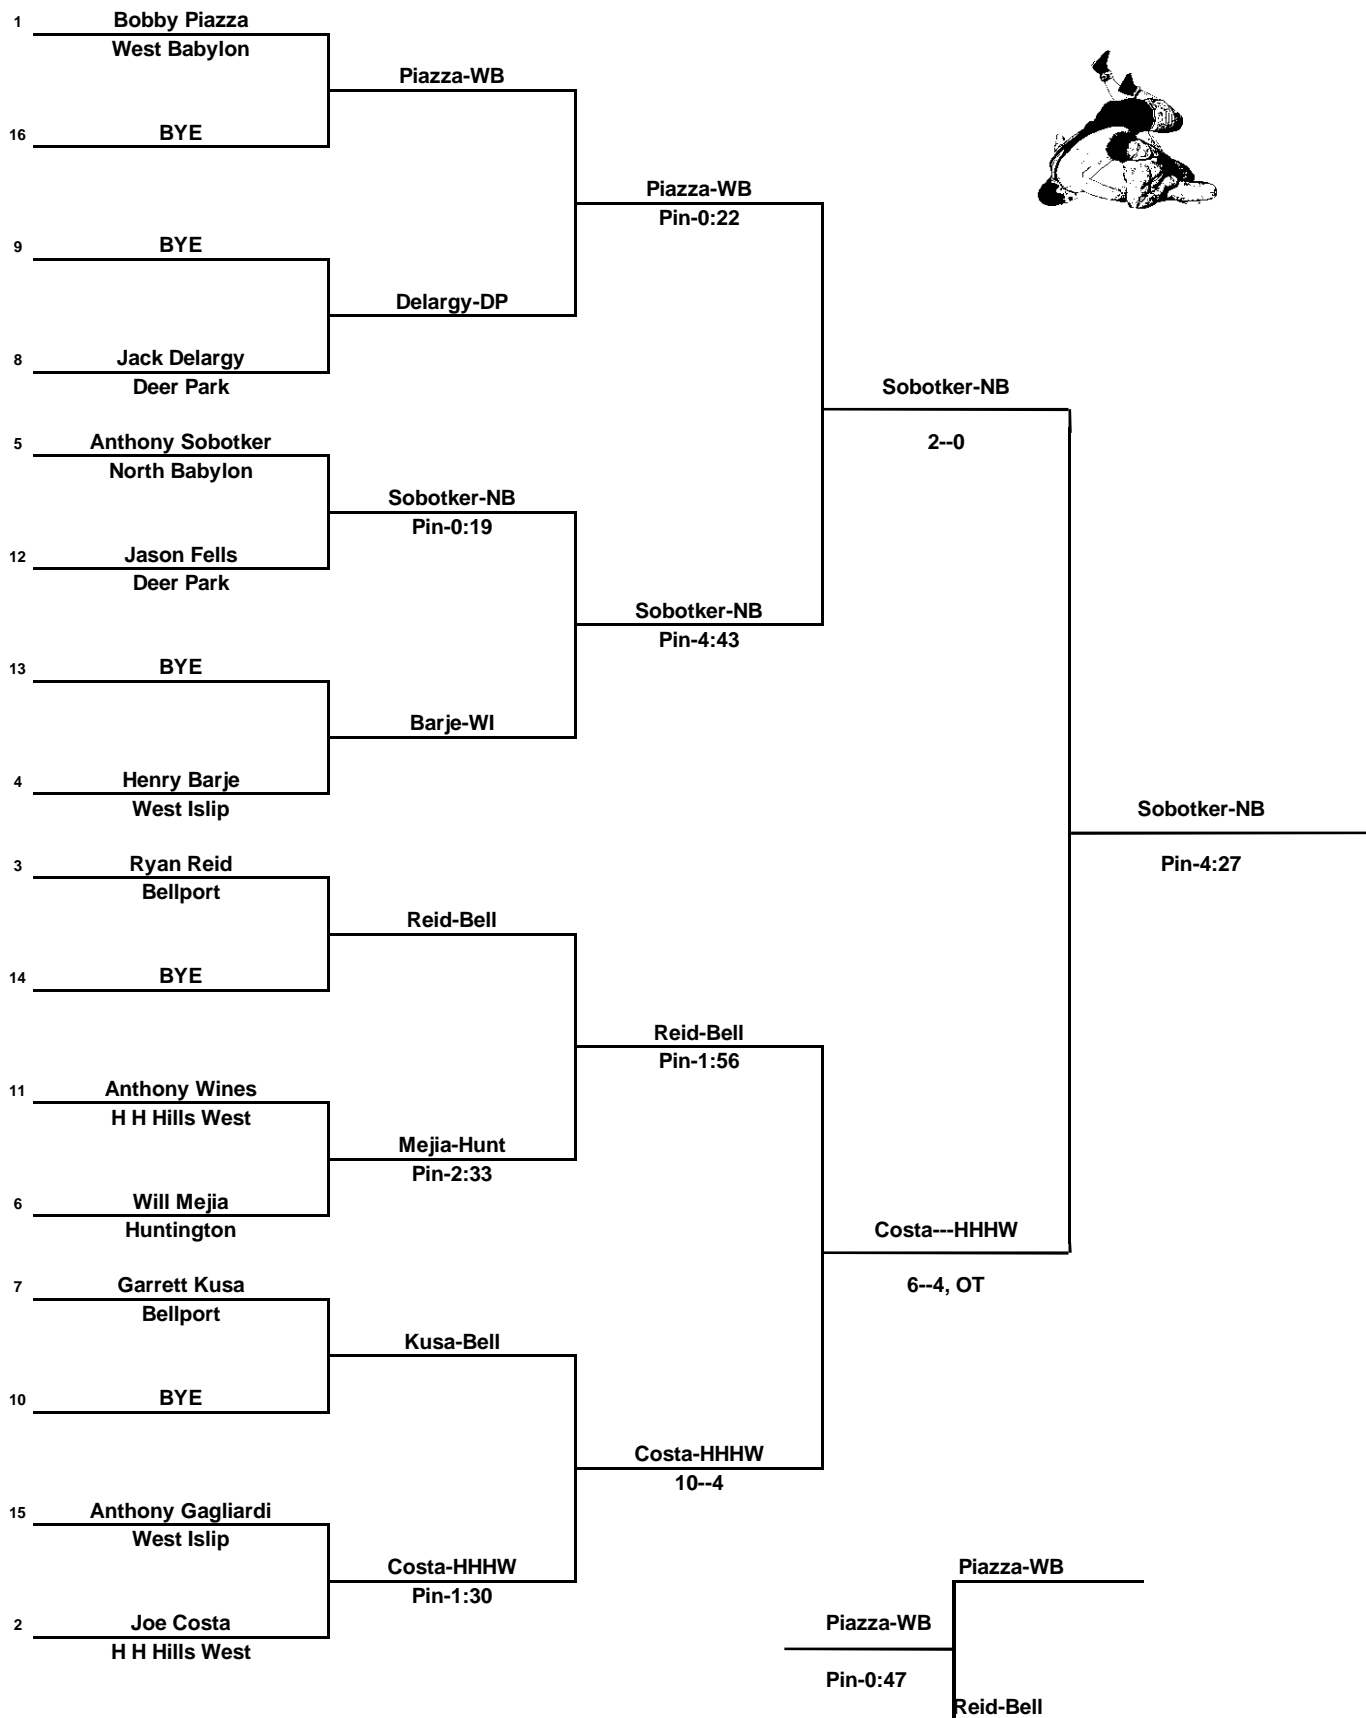 1 Bobby Piazza
West Babylon
Piazza-WB
16 BYE
Piazza-WB
Pin-0:22
9 BYE
Delargy-DP
8 Jack Delargy
Deer Park
Sobotker-NB
2--0
5 Anthony Sobotker
North Babylon
Sobotker-NB
Pin-0:19
12 Jason Fells
Deer Park
Sobotker-NB
Pin-4:43
13 BYE
Barje-WI
4 Henry Barje
West Islip
Sobotker-NB
Pin-4:27
3 Ryan Reid
Bellport
Reid-Bell
14 BYE
Reid-Bell
Pin-1:56
11 Anthony Wines
H H Hills West
Mejia-Hunt
Pin-2:33
6 Will Mejia
Huntington
Costa---HHHW
6--4, OT
7 Garrett Kusa
Bellport
Kusa-Bell
10 BYE
Costa-HHHW
10--4
15 Anthony Gagliardi
West Islip
Costa-HHHW
Pin-1:30
2 Joe Costa
H H Hills West
Piazza-WB
Piazza-WB
Pin-0:47
Reid-Bell